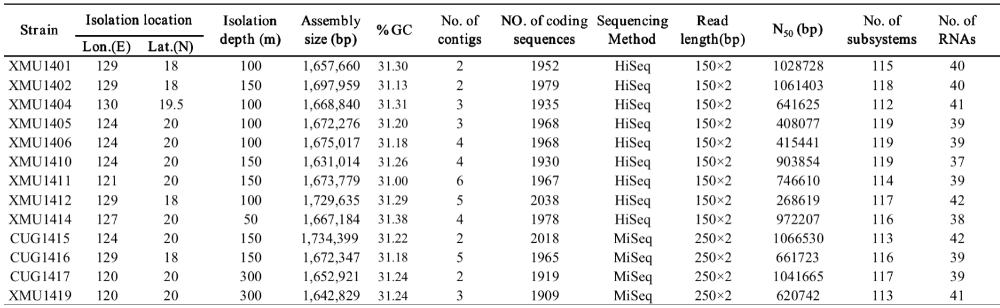 Strain Isolation location Isolation depth (m) Assembly size (bp) %GC No. of contigs NO. of coding sequences Sequencing Method Read length(bp) N50 (bp) No. of subsystems No. of RNAs
Lon.(E) Lat.(N)
XMU1401 129 18 100 1,657,660 31.30 2 1952 HiSeq 150×2 1028728 115 40
XMU1402 129 18 150 1,697,959 31.13 2 1979 HiSeq 150×2 1061403 118 40
XMU1404 130 19.5 100 1,668,840 31.31 3 1935 HiSeq 150×2 641625 112 41
XMU1405 124 20 100 1,672,276 31.20 3 1968 HiSeq 150×2 408077 119 39
XMU1406 124 20 100 1,675,017 31.18 4 1968 HiSeq 150×2 415441 119 39
XMU1410 124 20 150 1,631,014 31.26 4 1930 HiSeq 150×2 903854 119 37
XMU1411 121 20 150 1,673,779 31.00 6 1967 HiSeq 150×2 746610 114 39
XMU1412 129 18 100 1,729,635 31.29 5 2038 HiSeq 150×2 268619 117 42
XMU1414 127 20 50 1,667,184 31.38 4 1978 HiSeq 150×2 972207 116 38
CUG1415 124 20 150 1,734,399 31.22 2 2018 MiSeq 250×2 1066530 113 42
CUG1416 129 18 150 1,672,347 31.18 5 1965 MiSeq 250×2 661723 116 39
CUG1417 120 20 300 1,652,921 31.24 2 1919 MiSeq 250×2 1041665 117 39
XMU1419 120 20 300 1,642,829 31.24 3 1909 MiSeq 250×2 620742 113 41